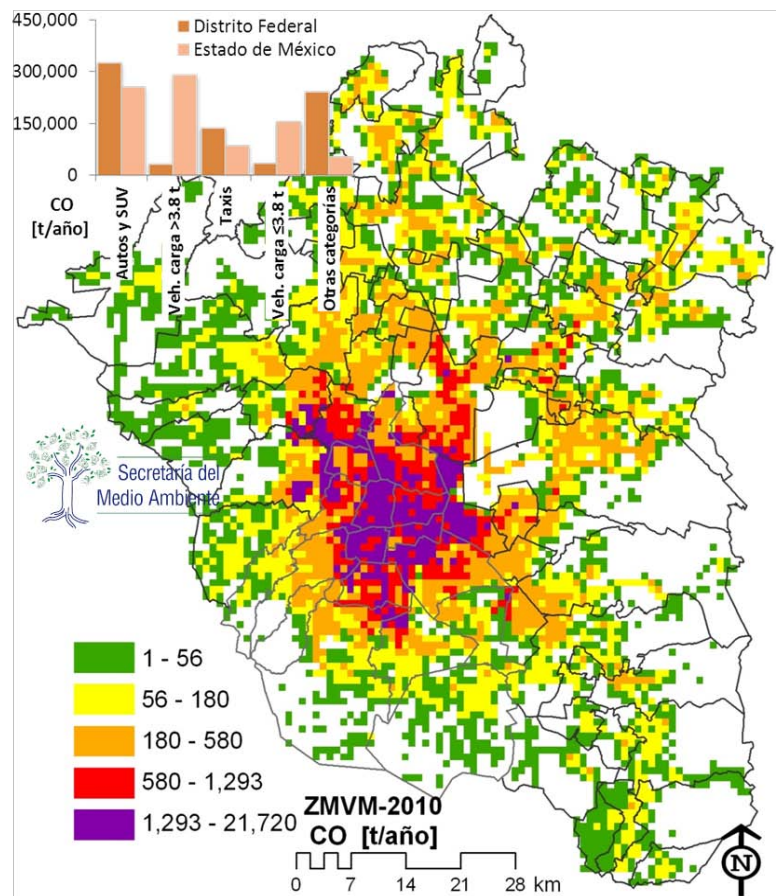 450,000
300,000
150,000
0
Distrito Federal
Estado de México
CO
[t/año]
Autos y SUV
Veh. carga >3.8 t
Taxis
Veh. carga ≤3.8 t
Otras categorías
Secretaría del
Medio Ambiente
1 - 56
56 - 180
180 - 580
580 - 1,293
1,293 - 21,720
ZMVM-2010
CO [t/año]
0 7 14 21 28 km
N